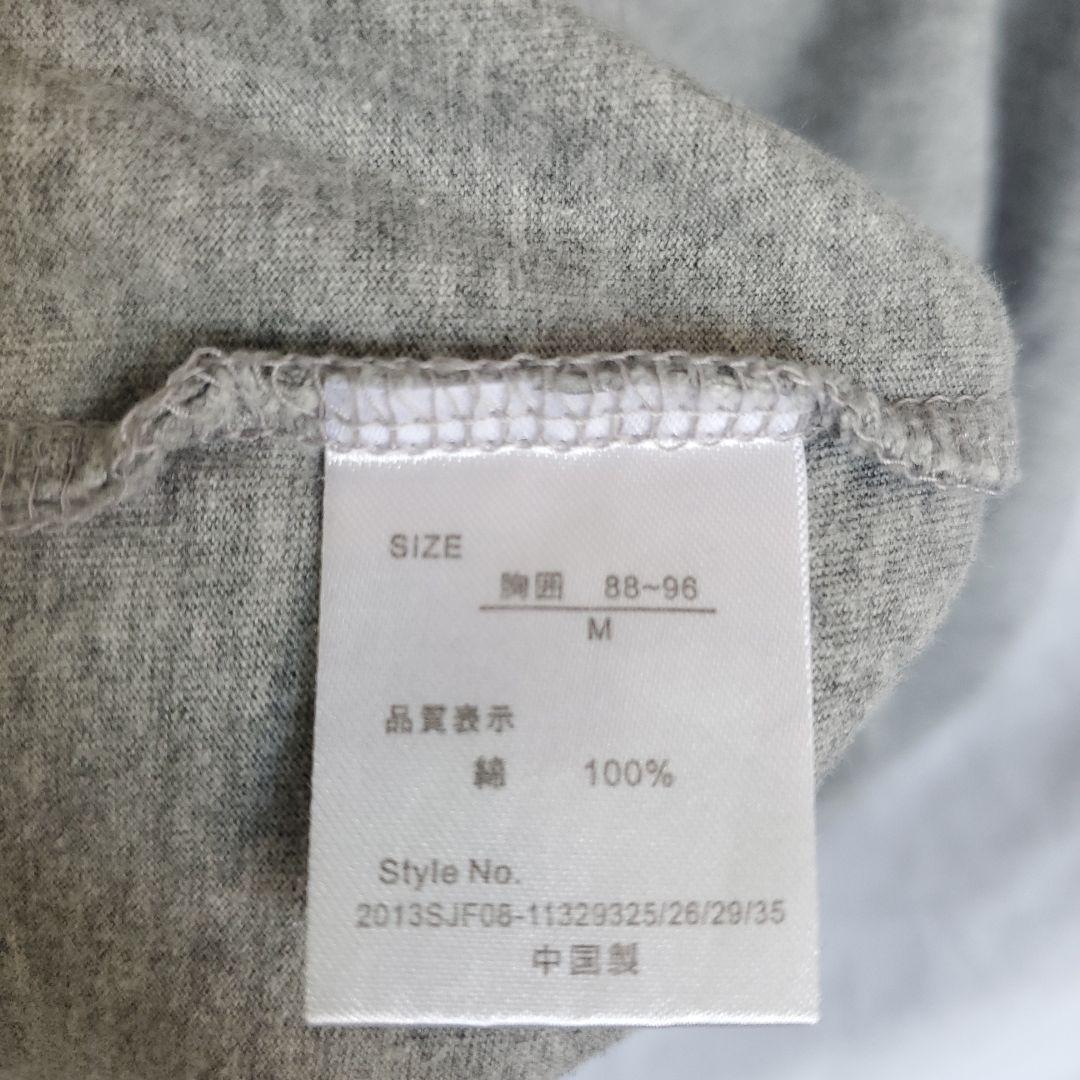 SIZE
胸囲 88~96
M
品質表示
綿 100%
Style No.
2013SJF08-11329325/26/29/35
中国製